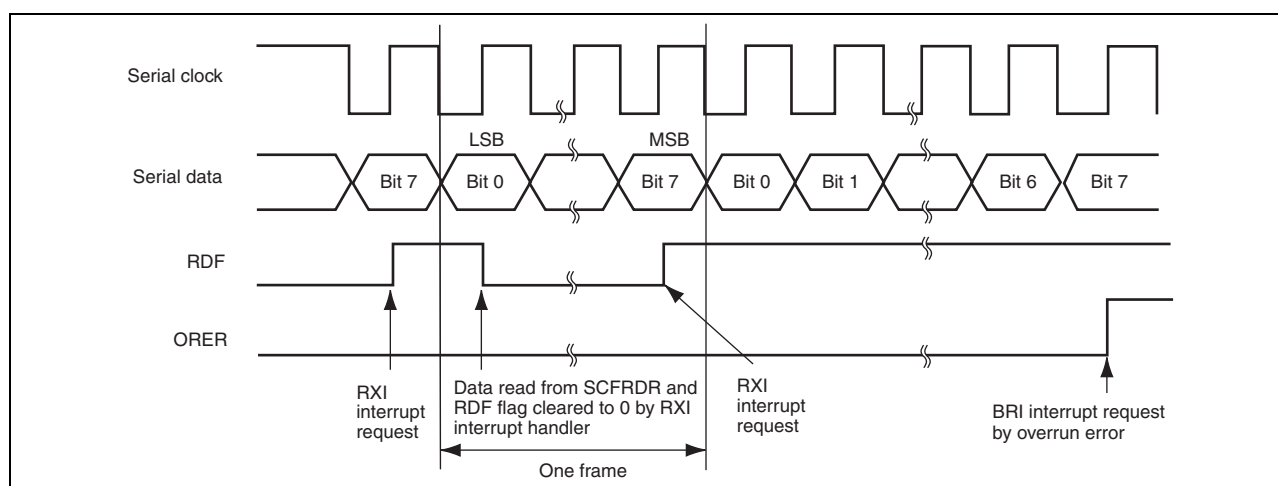 Serial clock
LSB
MSB
Serial data
Bit 7
Bit 0
Bit 7
Bit 0
Bit 1
Bit 6
Bit 7
RDF
ORER
RXI
interrupt
request
Data read from SCFRDR and
RDF flag cleared to 0 by RXI
interrupt handler
RXI
interrupt
request
BRI interrupt request
by overrun error
One frame